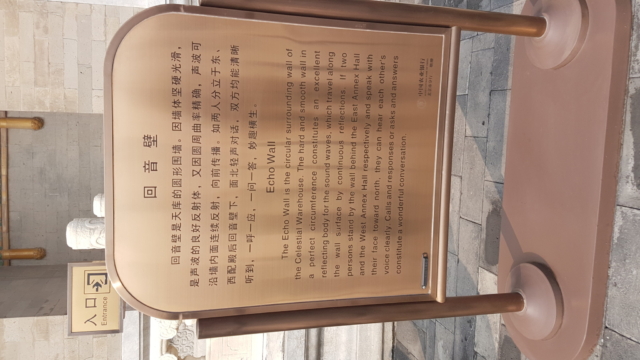 回音壁
回音壁是天库的圆形围墙。因墙体坚硬光滑,
是声波的良好反射体,又因圆周曲率精确,声波可
沿墙内面连续反射,向前传播。如两人分立于东、
西配殿后回音壁下,面北轻声对话,双方均能清晰
听到,一呼一应,一问一答,妙趣横生。
Echo Wall
The Echo Wall is the circular surrounding wall of
the Celestial Warehouse. The hard and smooth wall in
a perfect circumference constitutes an excellent
reflecting body for the sound waves, which travel along
the wall surface by continuous reflections. If two
persons stand by the wall behind the East Annex Hall
and the West Annex Hall respectively and speak with
their face toward north, they can hear each other's
voice clearly. Calls and responses or asks and answers
constitute a wonderful conversation.
入口
Entrance